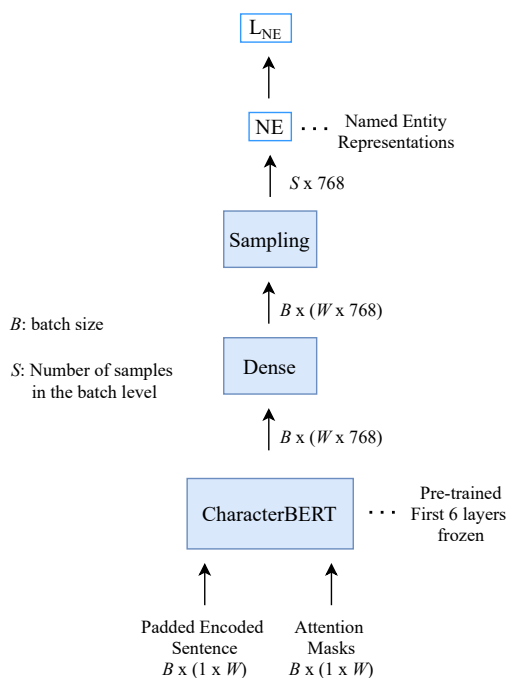 L_NE
NE
. . . Named Entity
Representations
S x 768
Sampling
B x (W x 768)
B: batch size
S: Number of samples
in the batch level
Dense
B x (W x 768)
CharacterBERT
. . . Pre-trained
First 6 layers
frozen
Padded Encoded
Sentence
B x (1 x W)
Attention
Masks
B x (1 x W)